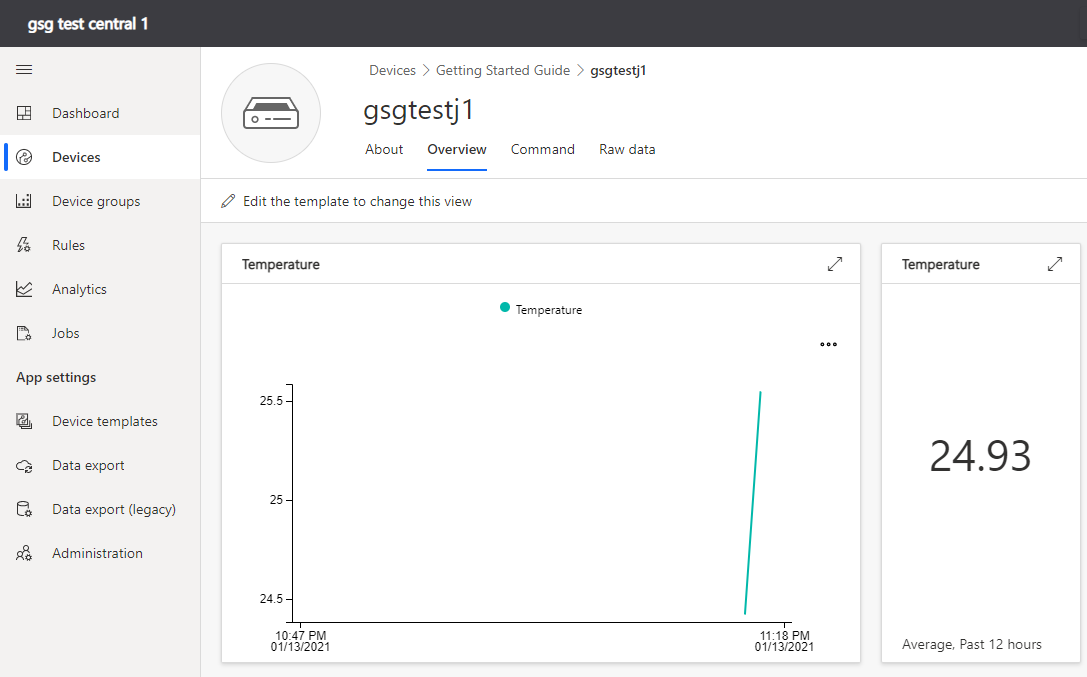 gsg test central 1
Dashboard
Devices
Device groups
Rules
Analytics
Jobs
App settings
Device templates
Data export
Data export (legacy)
Administration
Devices > Getting Started Guide > gsgtestj1
gsgtestj1
About Overview Command Raw data
Edit the template to change this view
Temperature
Temperature
25.5
25
24.5
10:47 PM
01/13/2021
11:18 PM
01/13/2021
Temperature
24.93
Average, Past 12 hours